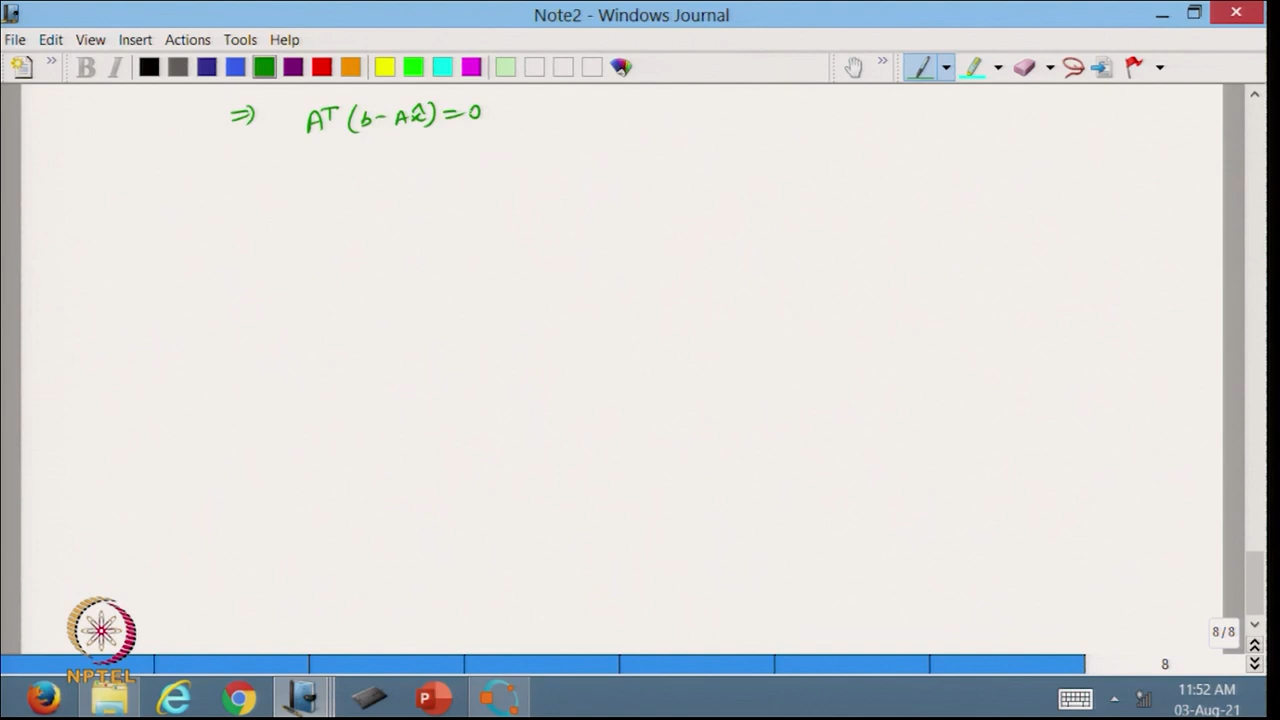 Note2 - Windows Journal
File Edit View Insert Actions Tools Help
B I
⇒ Aᵀ (b - Ax̂) = 0
8 / 8
8
NPTEL
11:52 AM
03-Aug-21